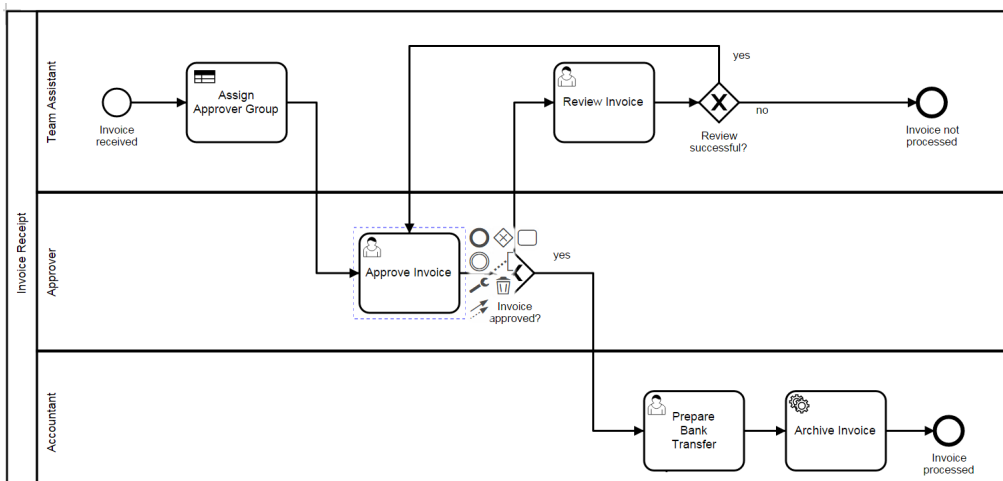 Invoice Receipt
Team Assistant
Invoice
received
Assign
Approver Group
Review Invoice
yes
no
Review
successful?
Invoice not
processed
Approver
Approve Invoice
yes
Invoice
approved?
Accountant
Prepare
Bank
Transfer
Archive Invoice
Invoice
processed